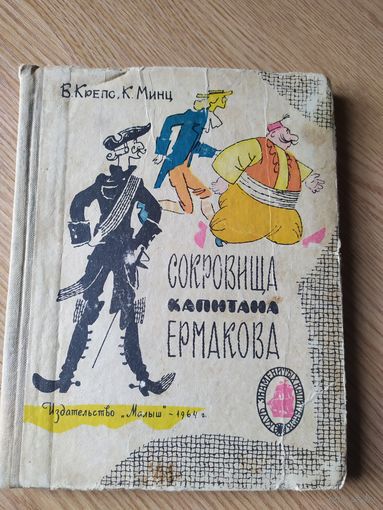 В. Крепс, К. Минц
СОКРОВИЩА
КАПИТАНА
ЕРМАКОВА
Издательство „Малыш" – 1964 г.